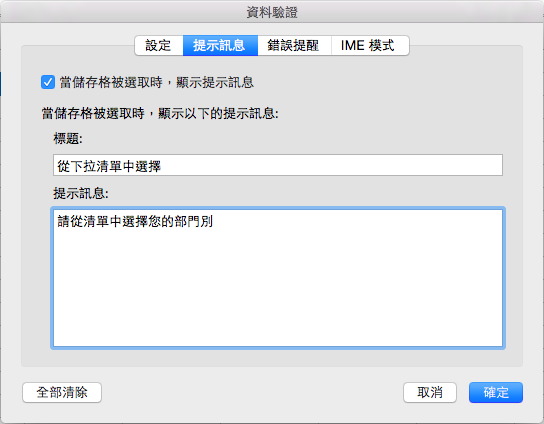 資料驗證
設定 提示訊息 錯誤提醒 IME 模式
當儲存格被選取時，顯示提示訊息
當儲存格被選取時，顯示以下的提示訊息:
標題:
從下拉清單中選擇
提示訊息:
請從清單中選擇您的部門別
全部清除 取消 確定